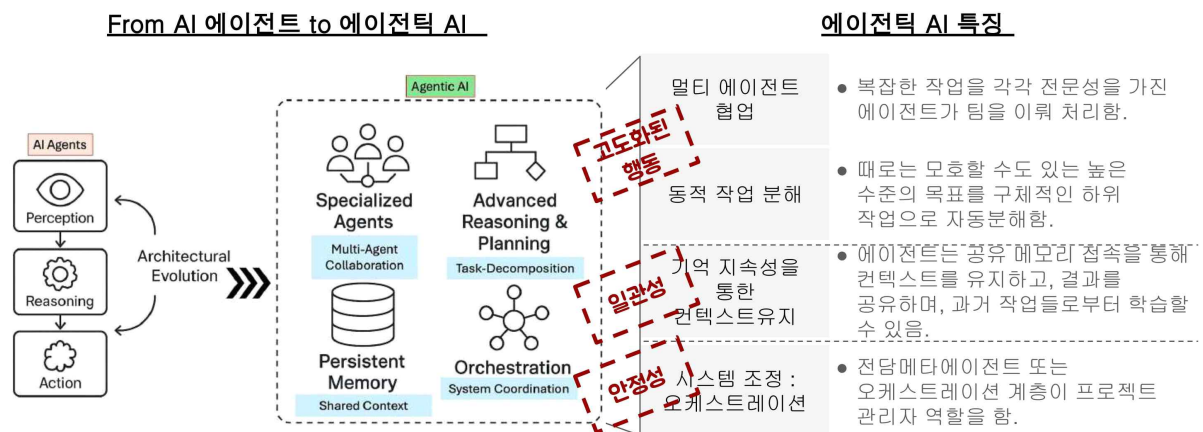 From AI 에이전트 to 에이전틱 AI
에이전틱 AI 특징
AI Agents
Perception
Reasoning
Action
Architectural
Evolution
Agentic AI
Specialized
Agents
Multi-Agent
Collaboration
Advanced
Reasoning &
Planning
Task-Decomposition
Persistent
Memory
Shared Context
Orchestration
System Coordination
고도화된
행동
일관성
안정성
멀티 에이전트
협업
● 복잡한 작업을 각각 전문성을 가진
에이전트가 팀을 이뤄 처리함.
동적 작업 분해
● 때로는 모호할 수도 있는 높은
수준의 목표를 구체적인 하위
작업으로 자동분해함.
기억 지속성을
통한
컨텍스트유지
● 에이전트는 공유 메모리 접속을 통해
컨텍스트를 유지하고, 결과를
공유하며, 과거 작업들로부터 학습할
수 있음.
시스템 조정 :
오케스트레이션
● 전담메타에이전트 또는
오케스트레이션 계층이 프로젝트
관리자 역할을 함.